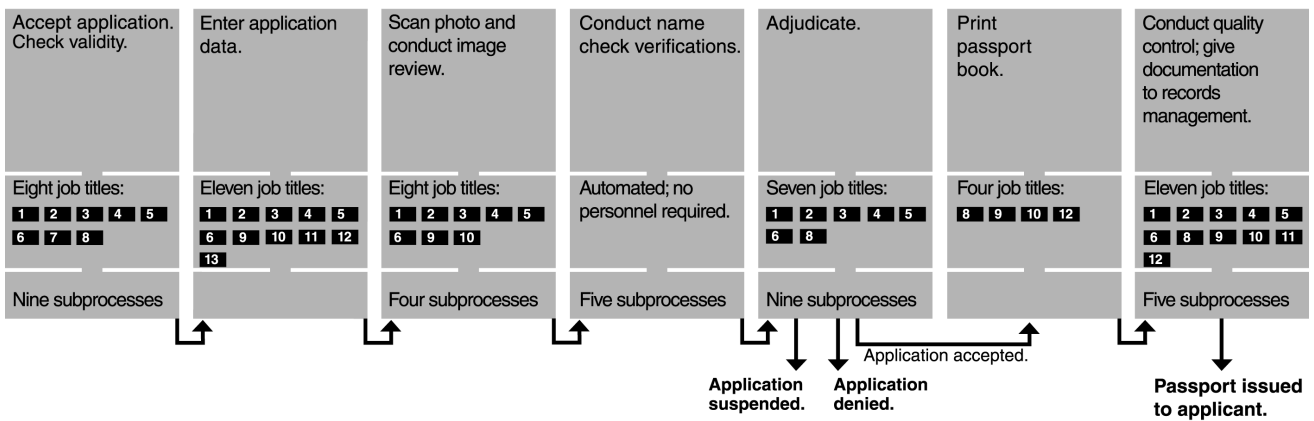 Accept application.
Check validity.
Eight job titles:
1 2 3 4 5
6 7 8
Nine subprocesses
Enter application
data.
Eleven job titles:
1 2 3 4 5
6 9 10 11 12
13
Scan photo and
conduct image
review.
Eight job titles:
1 2 3 4 5
6 9 10
Four subprocesses
Conduct name
check verifications.
Automated; no
personnel required.
Five subprocesses
Adjudicate.
Seven job titles:
1 2 3 4 5
6 8
Nine subprocesses
Application
suspended.
Application
denied.
Application accepted.
Print
passport
book.
Four job titles:
8 9 10 12
Conduct quality
control; give
documentation
to records
management.
Eleven job titles:
1 2 3 4 5
6 8 9 10 11
12
Five subprocesses
Passport issued
to applicant.